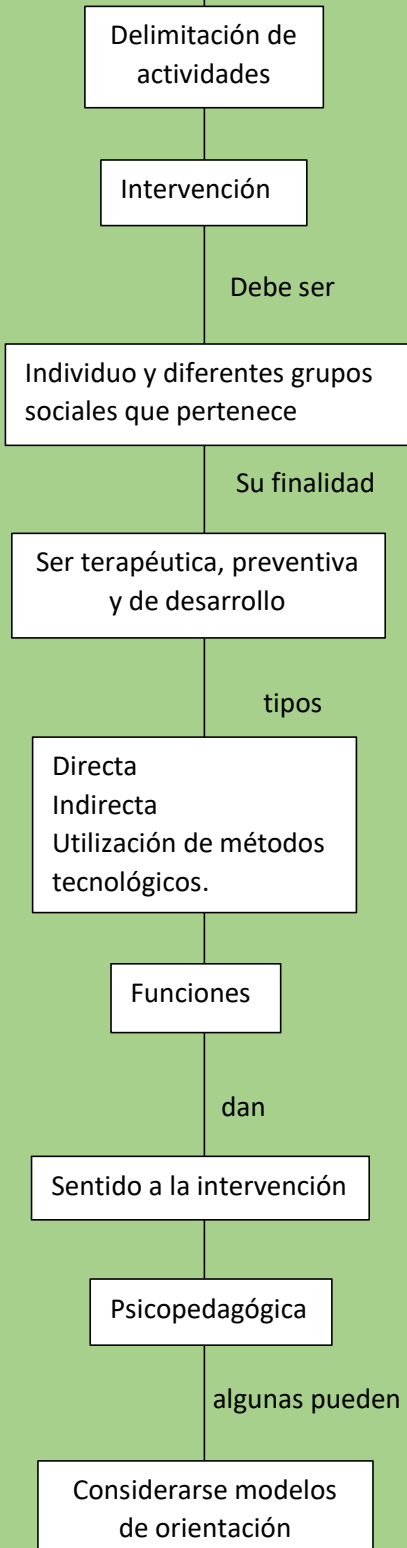 Delimitación de
actividades
Intervención
Debe ser
Individuo y diferentes grupos
sociales que pertenece
Su finalidad
Ser terapéutica, preventiva
y de desarrollo
tipos
Directa
Indirecta
Utilización de métodos
tecnológicos.
Funciones
dan
Sentido a la intervención
Psicopedagógica
algunas pueden
Considerarse modelos
de orientación